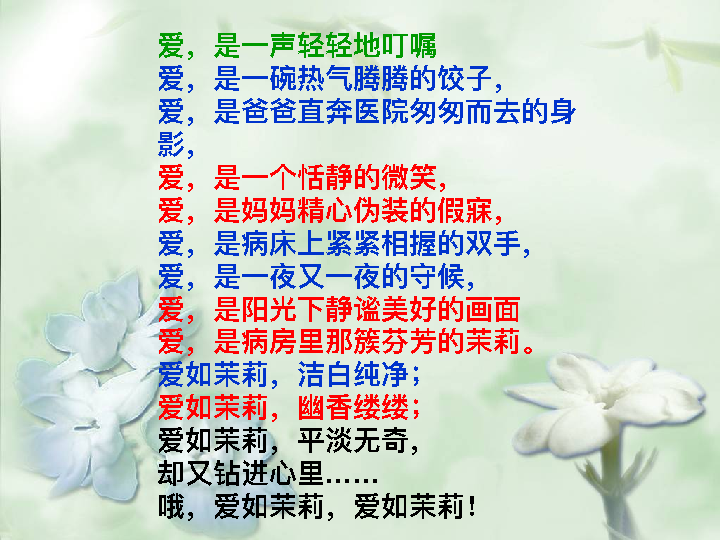 爱，是一声轻轻地叮嘱
爱，是一碗热气腾腾的饺子，
爱，是爸爸直奔医院匆匆而去的身
影，
爱，是一个恬静的微笑，
爱，是妈妈精心伪装的假寐，
爱，是病床上紧紧相握的双手，
爱，是一夜又一夜的守候，
爱，是阳光下静谧美好的画面
爱，是病房里那簇芬芳的茉莉。
爱如茉莉，洁白纯净；
爱如茉莉，幽香缕缕；
爱如茉莉，平淡无奇，
却又钻进心里……
哦，爱如茉莉，爱如茉莉！